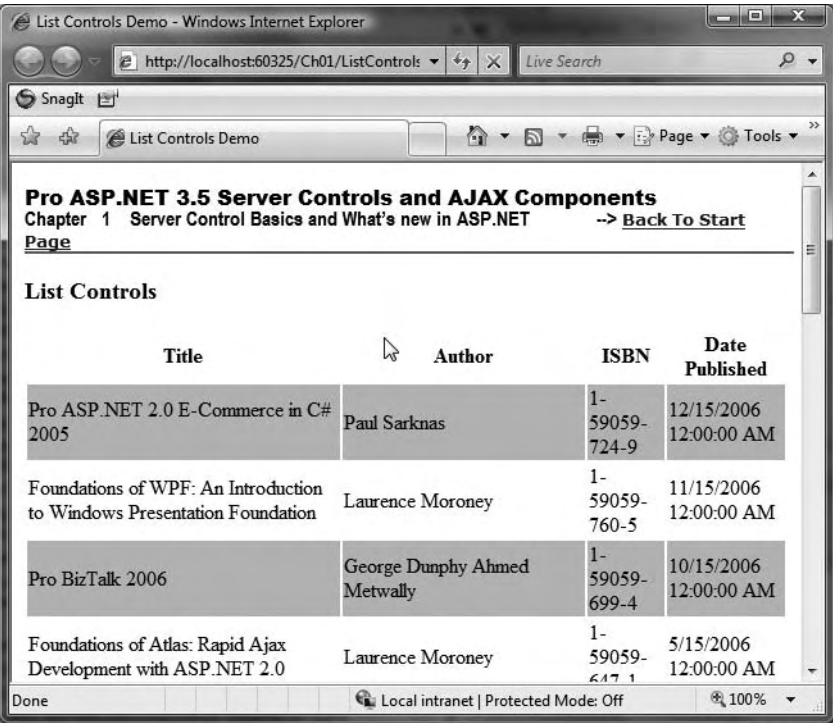 List Controls Demo - Windows Internet Explorer
http://localhost:60325/Ch01/ListControls
Live Search
SnagIt
List Controls Demo
Page
Tools
Pro ASP.NET 3.5 Server Controls and AJAX Components
Chapter 1 Server Control Basics and What's new in ASP.NET --> Back To Start
Page
List Controls
Title Author ISBN Date
Published
Pro ASP.NET 2.0 E-Commerce in C#
2005
Paul Sarknas
1-
59059-
724-9
12/15/2006
12:00:00 AM
Foundations of WPF: An Introduction
to Windows Presentation Foundation
Laurence Moroney
1-
59059-
760-5
11/15/2006
12:00:00 AM
Pro BizTalk 2006
George Dunphy Ahmed
Metwally
1-
59059-
699-4
10/15/2006
12:00:00 AM
Foundations of Atlas: Rapid Ajax
Development with ASP.NET 2.0
Laurence Moroney
1-
59059-
647-1
5/15/2006
12:00:00 AM
Done
Local intranet | Protected Mode: Off
100%